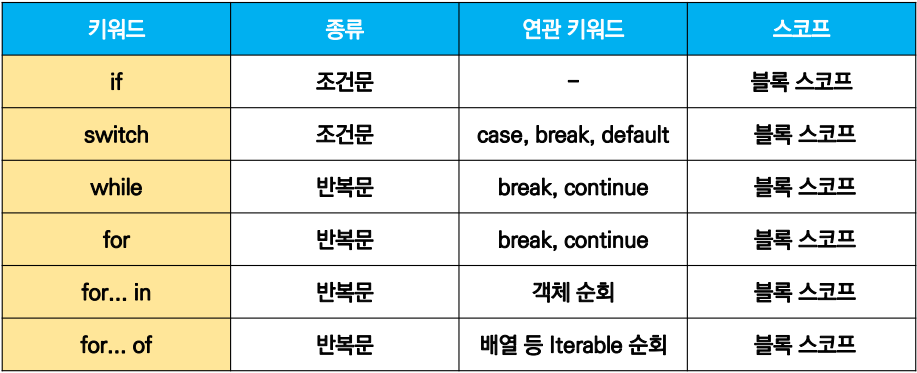 키워드 종류 연관 키워드 스코프
if 조건문 - 블록 스코프
switch 조건문 case, break, default 블록 스코프
while 반복문 break, continue 블록 스코프
for 반복문 break, continue 블록 스코프
for... in 반복문 객체 순회 블록 스코프
for... of 반복문 배열 등 Iterable 순회 블록 스코프